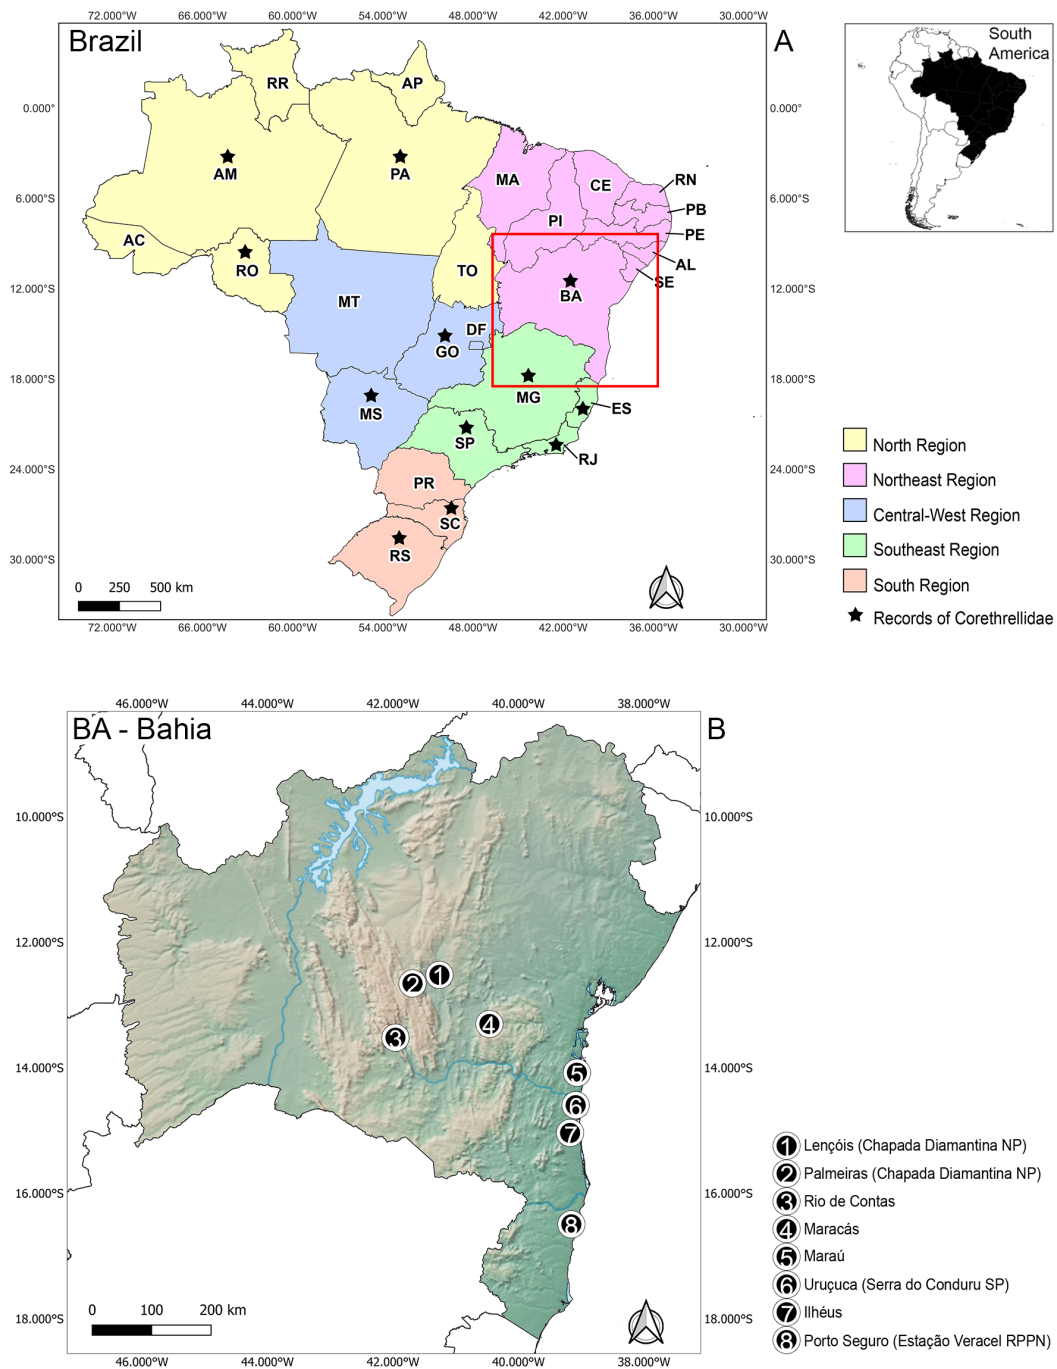 72.000°W 66.000°W 60.000°W 54.000°W 48.000°W 42.000°W 36.000°W 30.000°W
Brazil
A
South
America
RR
AP
0.000°
0.000°
AM
PA
MA
CE
RN
6.000°S
6.000°S
PI
PB
PE
AC
RO
TO
AL
SE
12.000°S
BA
12.000°S
MT
DF
GO
18.000°S
18.000°S
MS
MG
ES
SP
RJ
North Region
24.000°S
24.000°S
PR
Northeast Region
SC
Central-West Region
RS
Southeast Region
30.000°S
30.000°S
South Region
0 250 500 km
Records of Corethrellidae
72.000°W 66.000°W 60.000°W 54.000°W 48.000°W 42.000°W 36.000°W 30.000°W
46.000°W 44.000°W 42.000°W 40.000°W 38.000°W
BA - Bahia
B
10.000°S
10.000°S
12.000°S
12.000°S
1
2
3
4
14.000°S
14.000°S
5
6
7
16.000°S
16.000°S
8
1 Lençóis (Chapada Diamantina NP)
2 Palmeiras (Chapada Diamantina NP)
3 Rio de Contas
4 Maracás
5 Maraú
6 Uruçuca (Serra do Conduru SP)
7 Ilhéus
8 Porto Seguro (Estação Veracel RPPN)
0 100 200 km
18.000°S
18.000°S
46.000°W 44.000°W 42.000°W 40.000°W 38.000°W